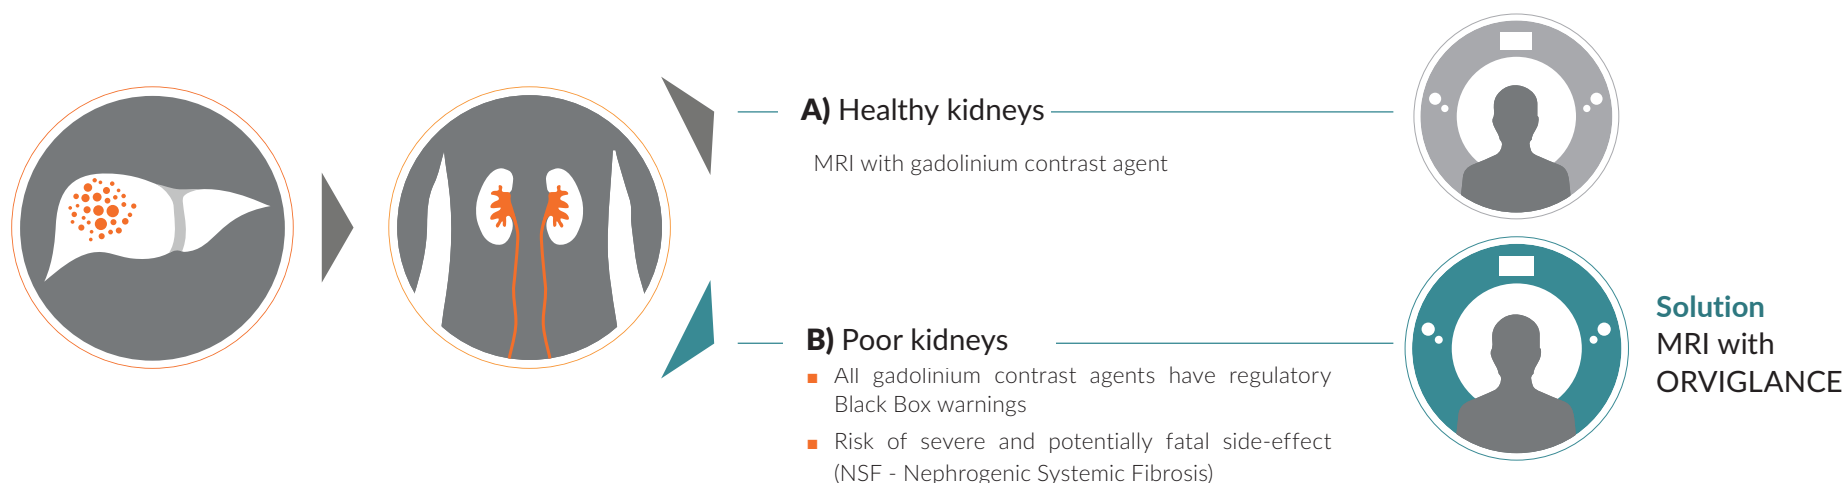 A) Healthy kidneys
MRI with gadolinium contrast agent
B) Poor kidneys
All gadolinium contrast agents have regulatory
Black Box warnings
Risk of severe and potentially fatal side-effect
(NSF - Nephrogenic Systemic Fibrosis)
Solution
MRI with
ORVIGLANCE